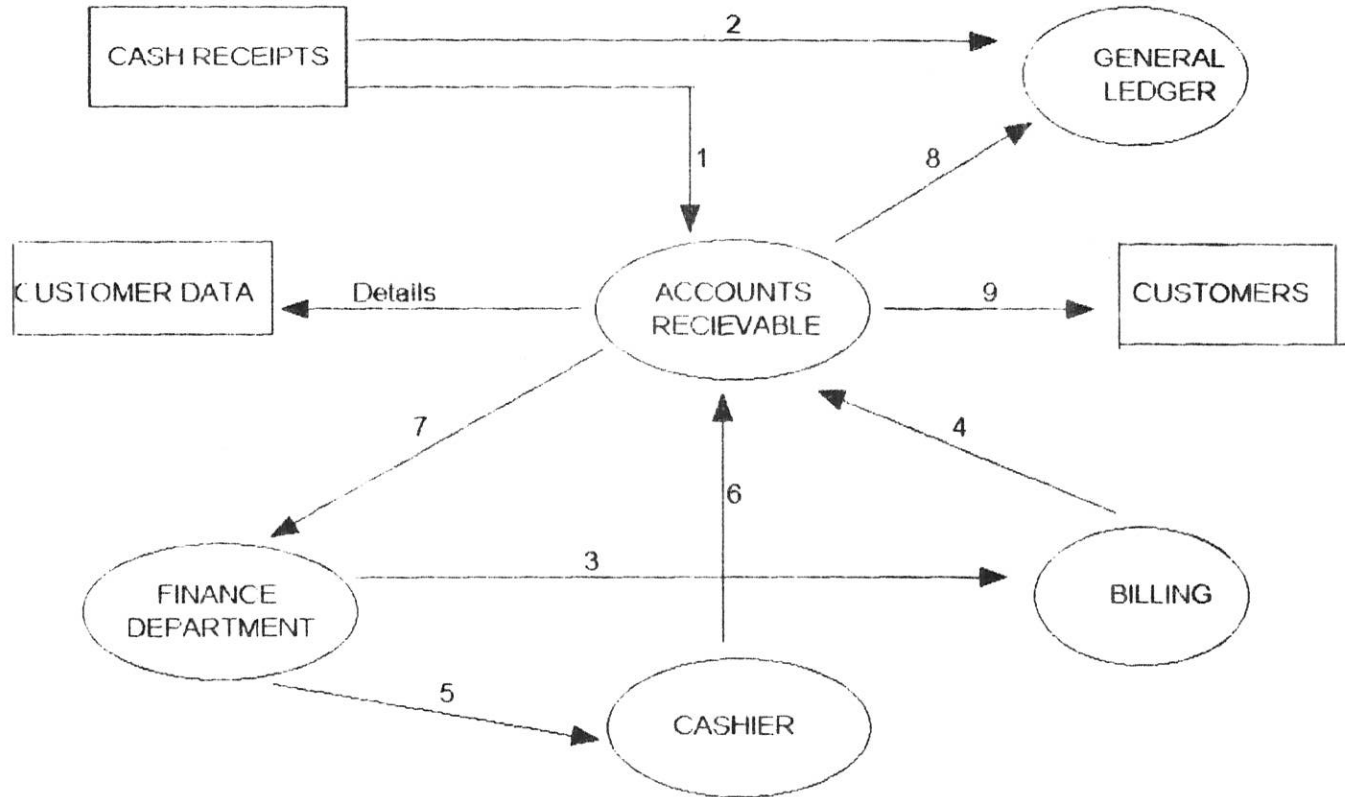 2
CASH RECEIPTS
GENERAL
LEDGER
1
8
CUSTOMER DATA
Details
ACCOUNTS
RECIEVABLE
9
CUSTOMERS
7
4
6
3
FINANCE
DEPARTMENT
BILLING
5
CASHIER